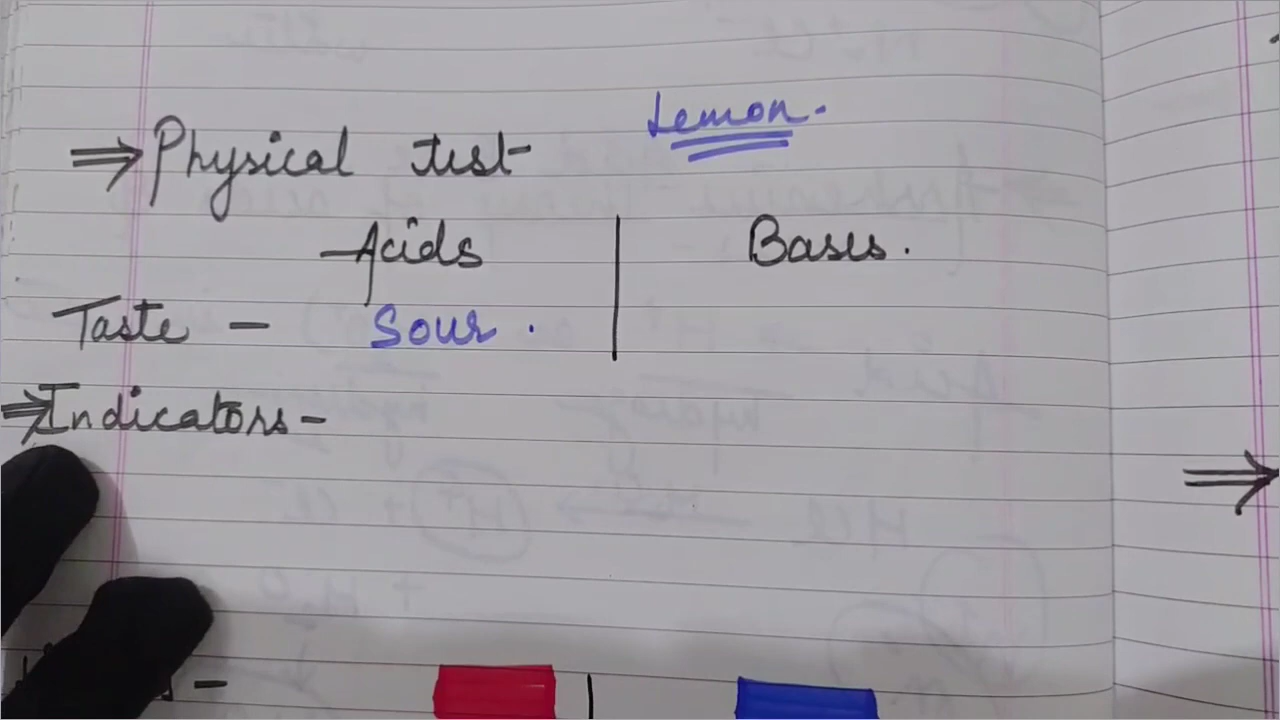 Lemon.
⇒ Physical test
Acids | Bases.
Taste - Sour.
⇒ Indicators -